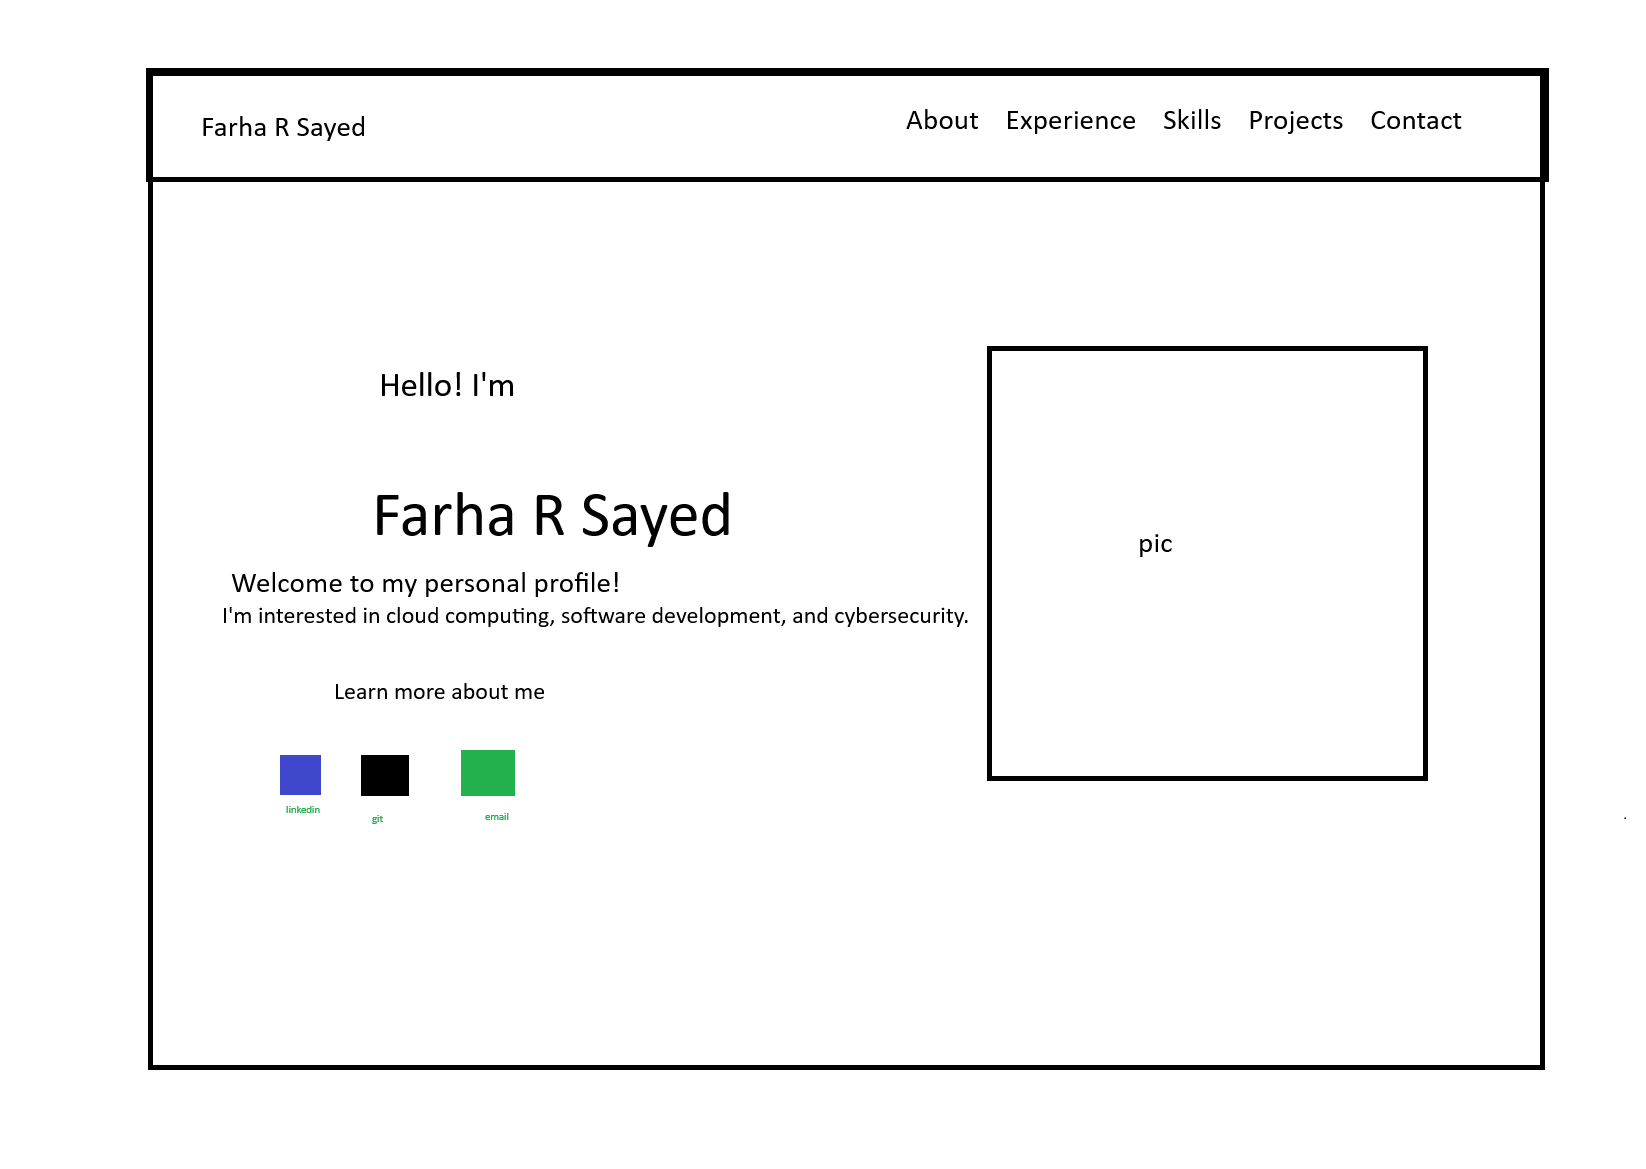 Farha R Sayed
About Experience Skills Projects Contact
Hello! I'm
Farha R Sayed
Welcome to my personal profile!
I'm interested in cloud computing, software development, and cybersecurity.
Learn more about me
linkedin
git
email
pic